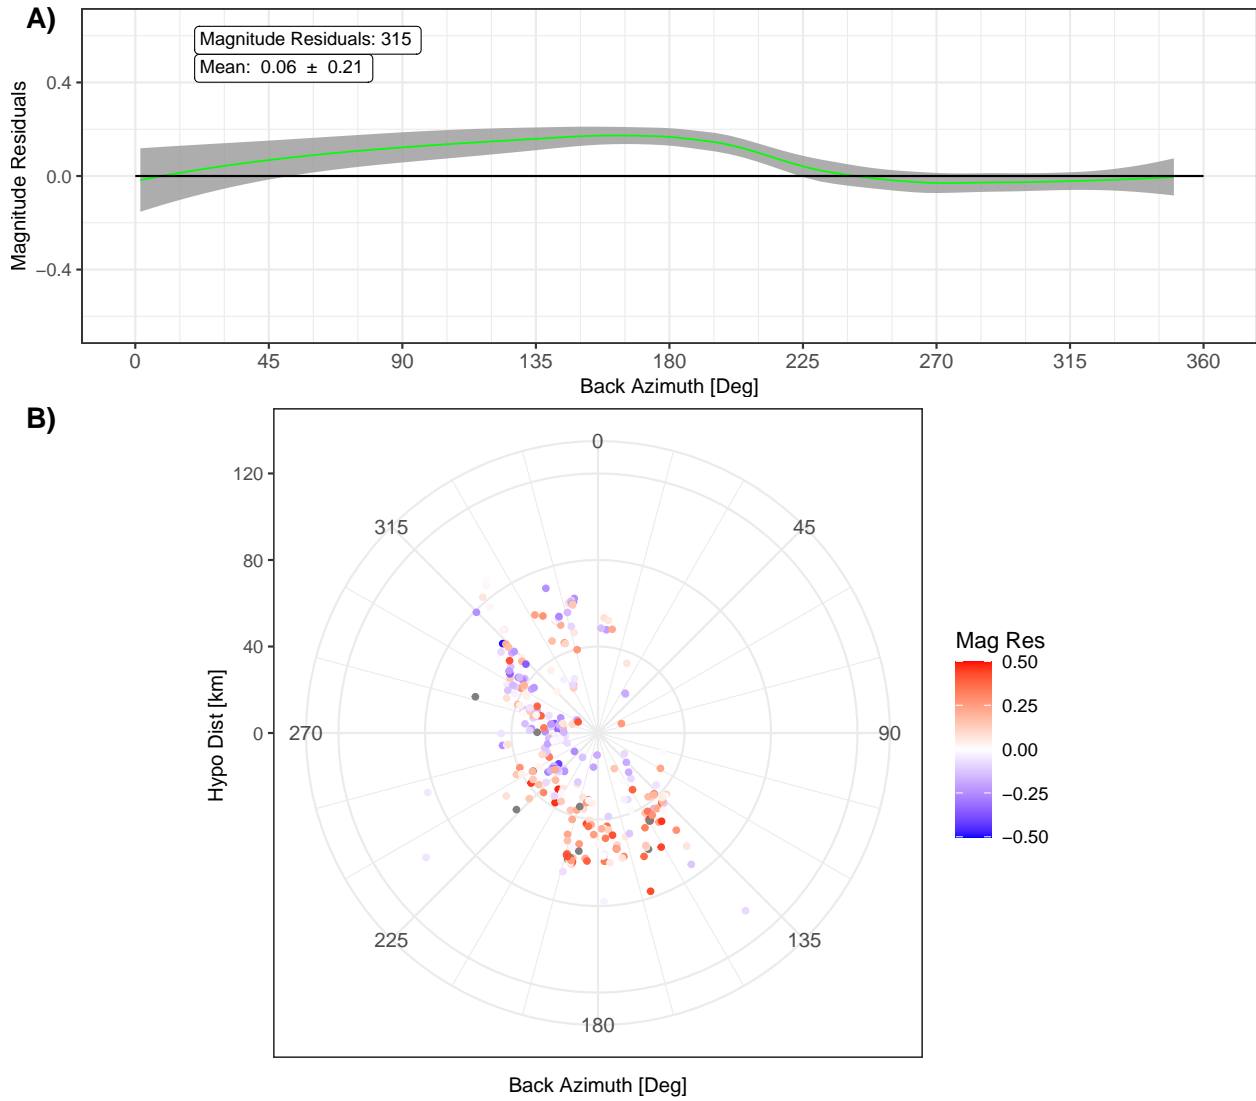 A)
Magnitude Residuals: 315
Mean:  0.06  ±  0.21
Magnitude Residuals
0.4
0.0
−0.4
0 45 90 135 180 225 270 315 360
Back Azimuth [Deg]
B)
Hypo Dist [km]
120
80
40
0
0
45
90
135
180
225
270
315
Back Azimuth [Deg]
Mag Res
0.50
0.25
0.00
−0.25
−0.50